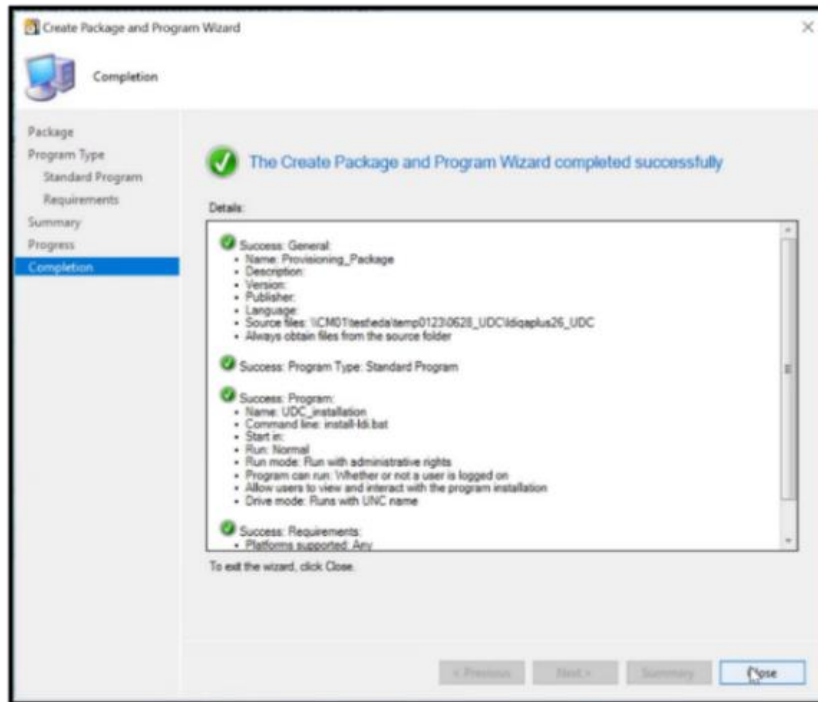 Create Package and Program Wizard
Completion
Package
Program Type
Standard Program
Requirements
Summary
Progress
Completion
The Create Package and Program Wizard completed successfully
Details:
Success: General:
• Name: Provisioning_Package
• Description:
• Version:
• Publisher:
• Language:
• Source files: \\CM01\test\eda\temp0123\0628_UDC\ldiqaplus26_UDC
• Always obtain files from the source folder
Success: Program Type: Standard Program
Success: Program:
• Name: UDC_installation
• Command line: install-ldi.bat
• Start in:
• Run: Normal
• Run mode: Run with administrative rights
• Program can run: Whether or not a user is logged on
• Allow users to view and interact with the program installation
• Drive mode: Runs with UNC name
Success: Requirements:
• Platforms supported: Any
To exit the wizard, click Close.
< Previous
Next >
Summary
Close